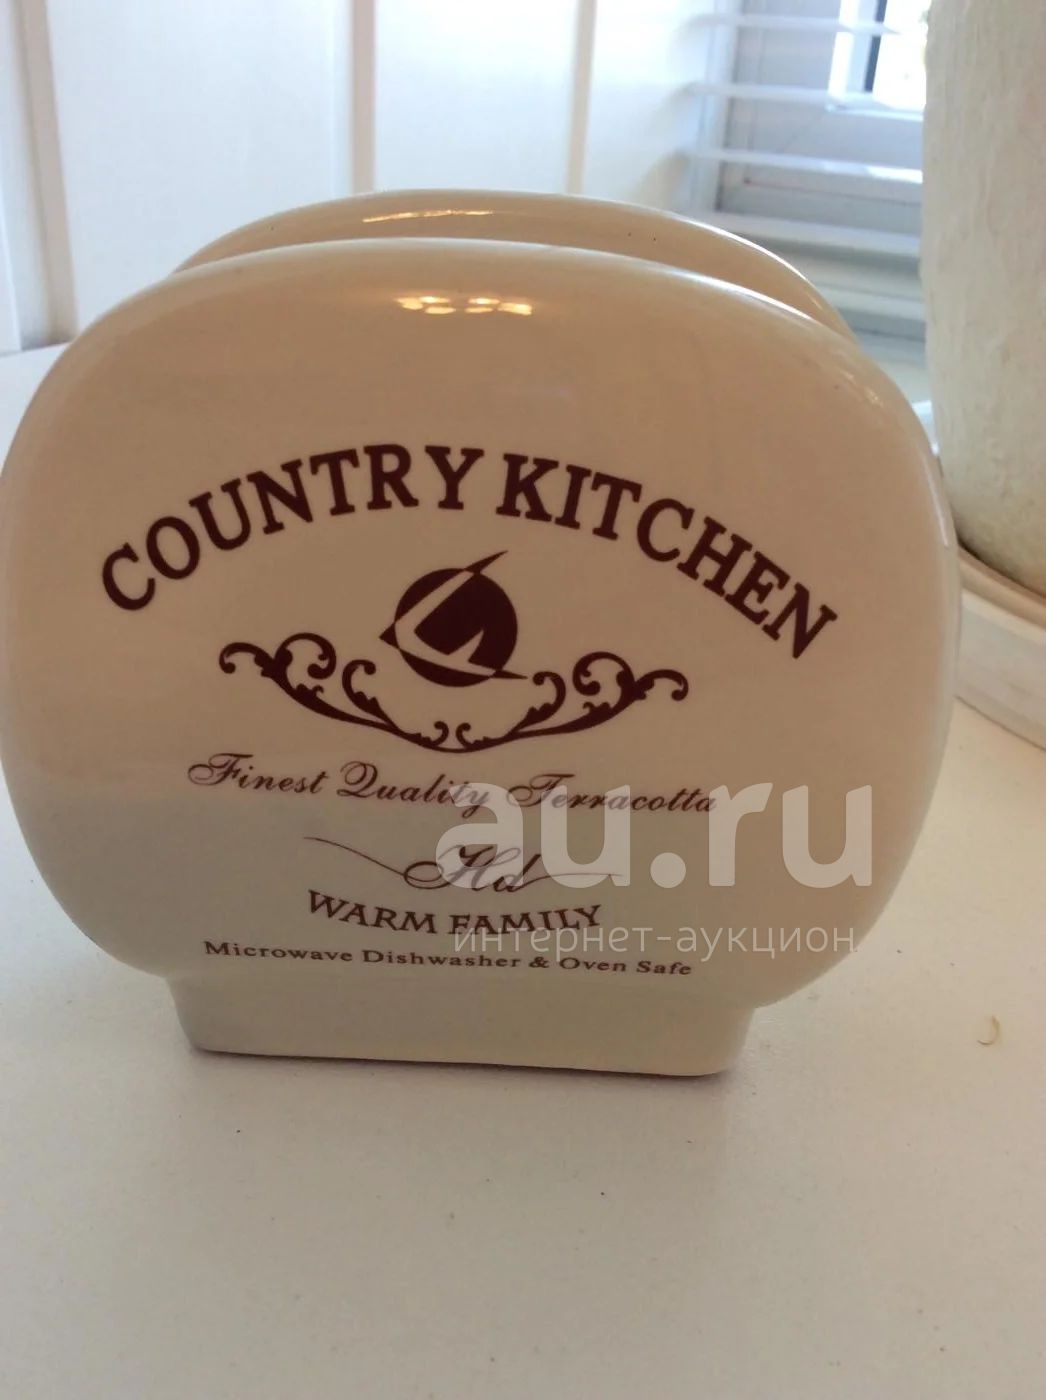 COUNTRY KITCHEN
Finest Quality Terracotta
Hd
WARM FAMILY
Microwave Dishwasher & Oven Safe
au.ru
интернет-аукцион